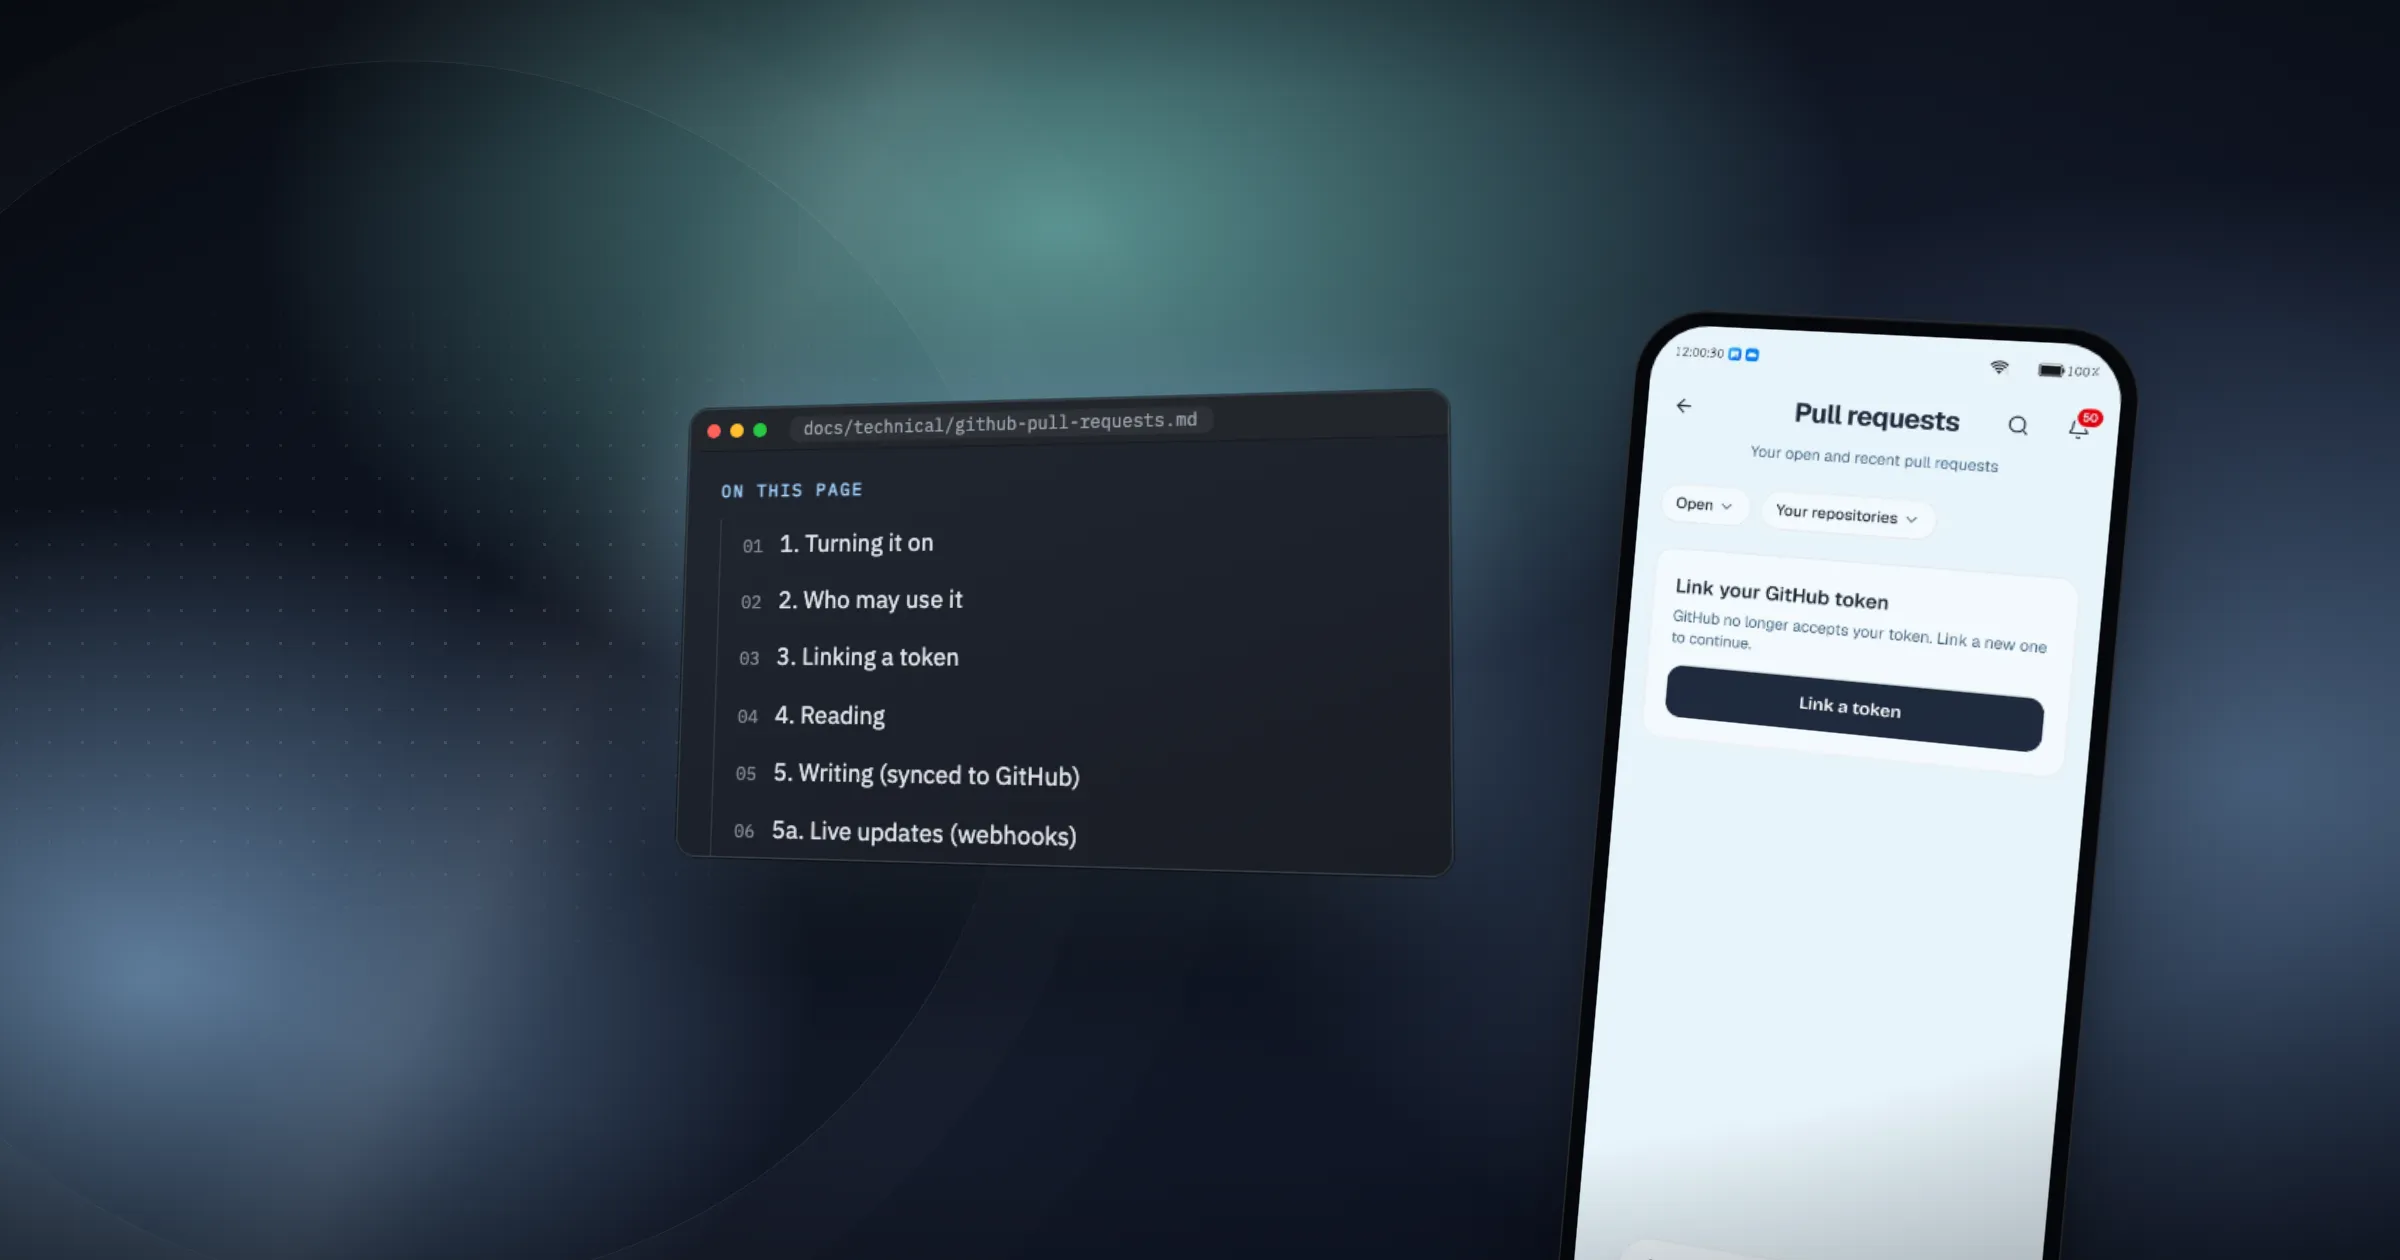 docs/technical/github-pull-requests.md
ON THIS PAGE
01 1. Turning it on
02 2. Who may use it
03 3. Linking a token
04 4. Reading
05 5. Writing (synced to GitHub)
06 5a. Live updates (webhooks)
12:00:30
100%
Pull requests
50
Your open and recent pull requests
Open
Your repositories
Link your GitHub token
GitHub no longer accepts your token. Link a new one
to continue.
Link a token